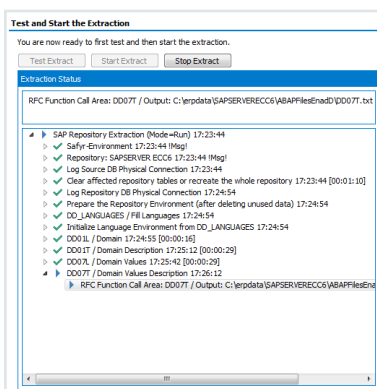 Test and Start the Extraction
You are now ready to first test and then start the extraction.
Test Extract Start Extract Stop Extract
Extraction Status
RFC Function Call Area: DD07T / Output: C:\erpdata\SAPSERVERECC6\ABAPFilesEnaD\DD07T.txt
SAP Repository Extraction (Mode=Run) 17:23:44
Safyr-Environment 17:23:44 !Msg!
Repository: SAPSERVER ECC6 17:23:44 !Msg!
Log Source DB Physical Connection 17:23:44
Clear affected repository tables or recreate the whole repository 17:23:44 [00:01:10]
Log Repository DB Physical Connection 17:24:54
Prepare the Repository Environment (after deleting unused data) 17:24:54
DD_LANGUAGES / Fill Languages 17:24:54
Initialize Language Environment from DD_LANGUAGES 17:24:54
DD01L / Domain 17:24:55 [00:00:16]
DD01T / Domain Description 17:25:12 [00:00:29]
DD07L / Domain Values 17:25:42 [00:00:29]
DD07T / Domain Values Description 17:26:12
RFC Function Call Area: DD07T / Output: C:\erpdata\SAPSERVERECC6\ABAPFilesEna